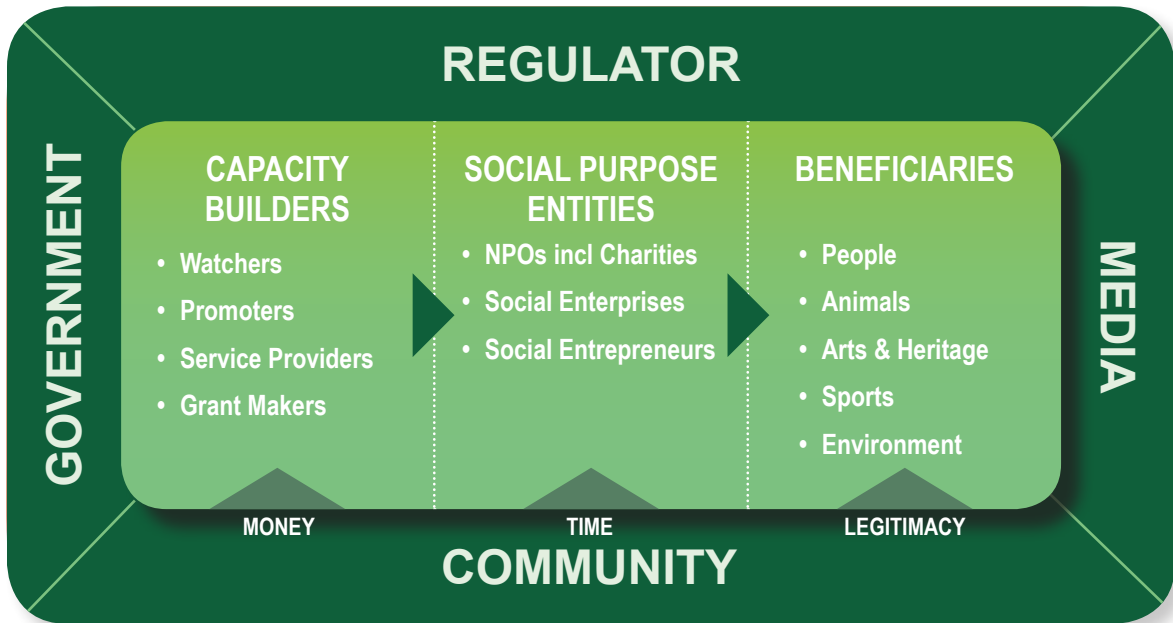 REGULATOR
GOVERNMENT
CAPACITY
BUILDERS
• Watchers
• Promoters
• Service Providers
• Grant Makers
SOCIAL PURPOSE
ENTITIES
• NPOs incl Charities
• Social Enterprises
• Social Entrepreneurs
BENEFICIARIES
• People
• Animals
• Arts & Heritage
• Sports
• Environment
MEDIA
MONEY
TIME
LEGITIMACY
COMMUNITY